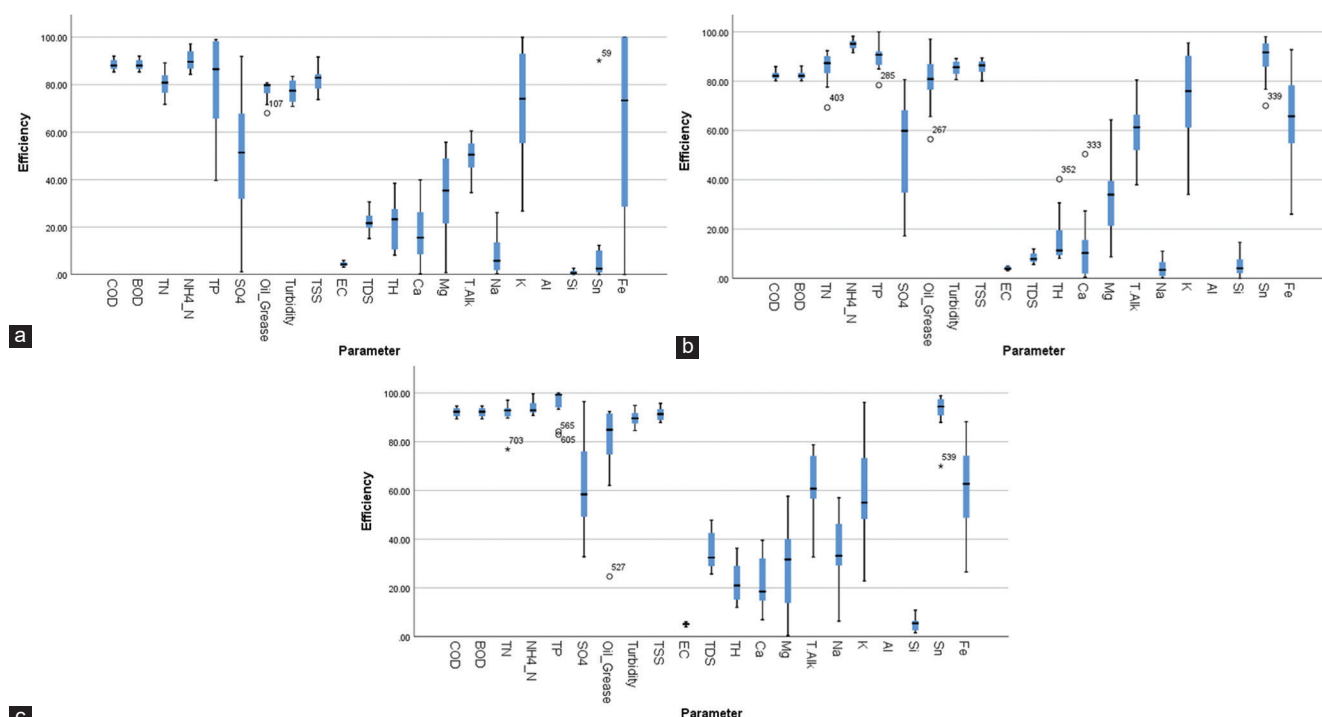 100.00
80.00
60.00
40.00
20.00
.00
Efficiency
59
107
COD
BOD
TN
NH4_N
TP
SO4
Oil_Grease
Turbidity
TSS
EC
TDS
TH
Ca
Mg
T.Alk
Na
K
Al
Si
Sn
Fe
Parameter
a
100.00
80.00
60.00
40.00
20.00
.00
Efficiency
403
285
267
352
333
339
COD
BOD
TN
NH4_N
TP
SO4
Oil_Grease
Turbidity
TSS
EC
TDS
TH
Ca
Mg
T.Alk
Na
K
Al
Si
Sn
Fe
Parameter
b
100.00
80.00
60.00
40.00
20.00
.00
Efficiency
703
565
605
527
539
COD
BOD
TN
NH4_N
TP
SO4
Oil_Grease
Turbidity
TSS
EC
TDS
TH
Ca
Mg
T.Alk
Na
K
Al
Si
Sn
Fe
Parameter
c